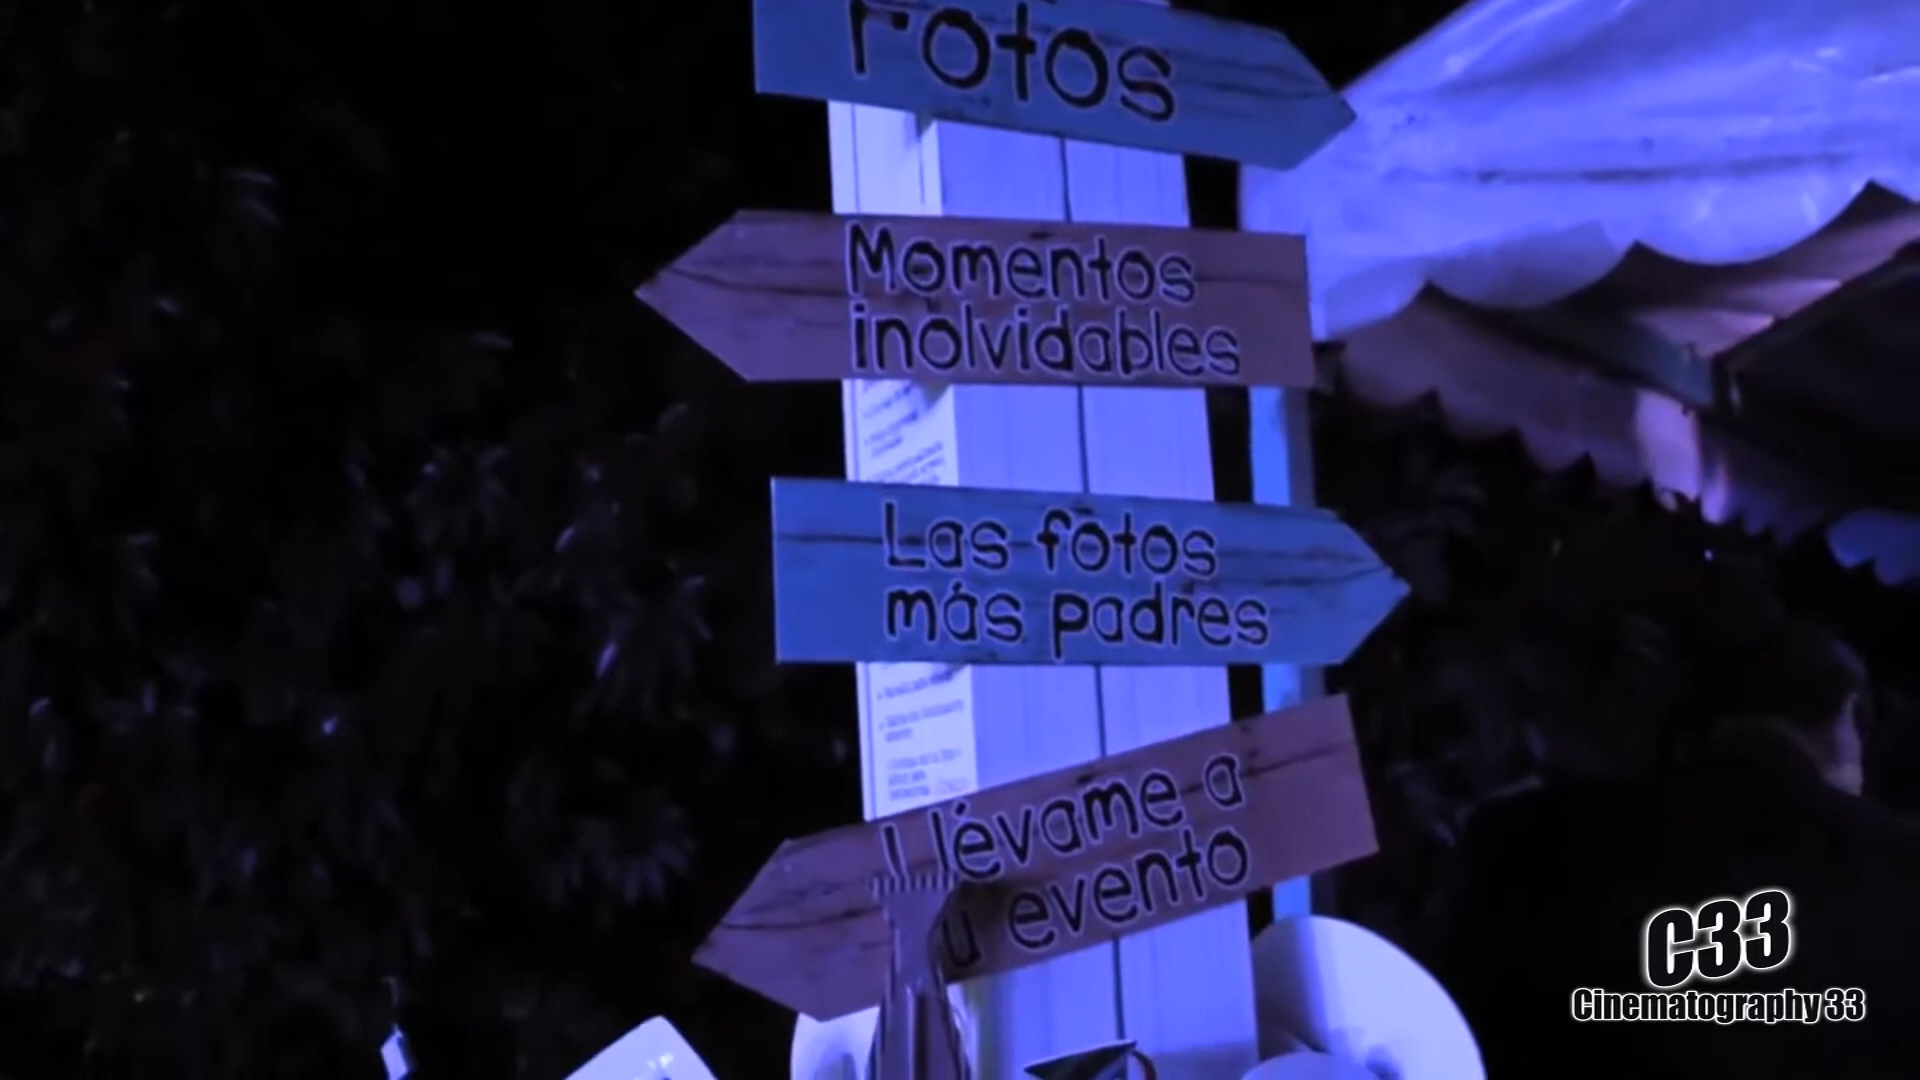 Fotos
Momentos
inolvidables
Las fotos
más padres
Llévame a
u evento
C33
Cinematography 33